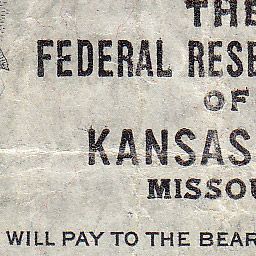 THE
FEDERAL RESE
OF
KANSAS
MISSOU
WILL PAY TO THE BEAR